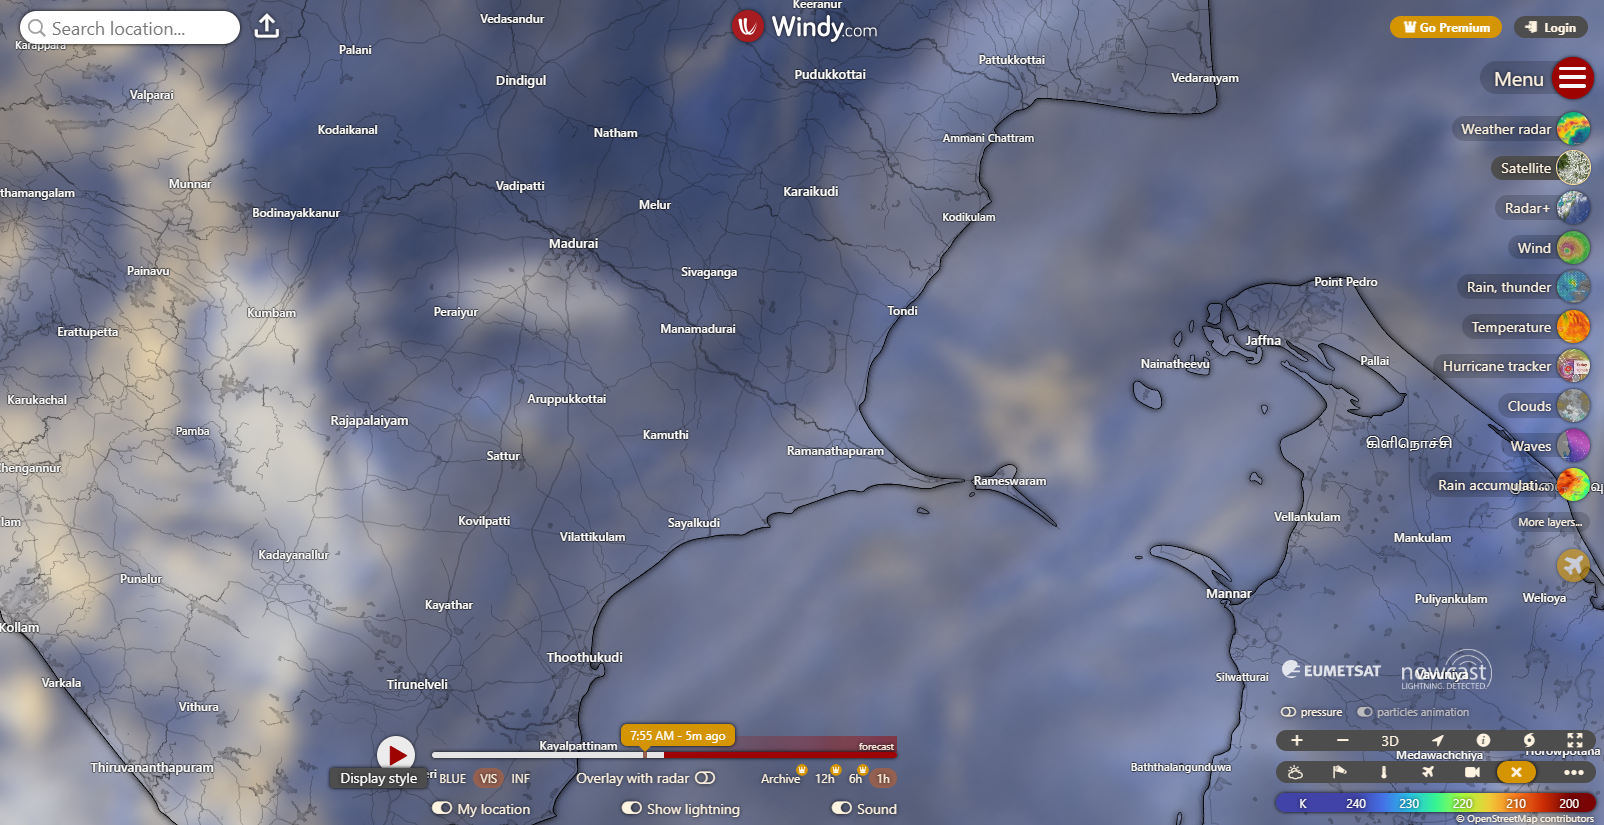 Search location...
Windy.com
Go Premium
Login
Menu
Weather radar
Satellite
Radar+
Wind
Rain, thunder
Temperature
Hurricane tracker
Clouds
Waves
Rain accumulati...
More layers...
Keeranur
Vedasandur
Karappara
Palani
Dindigul
Pudukkottai
Pattukkottai
Vedaranyam
Valparai
Kodaikanal
Natham
Ammani Chattram
thamangalam
Munnar
Vadipatti
Karaikudi
Bodinayakkanur
Melur
Kodikulam
Madurai
Painavu
Sivaganga
Point Pedro
Kumbam
Peraiyur
Tondi
Erattupetta
Manamadurai
Jaffna
Nainatheevu
Pallai
Karukachal
Aruppukkottai
Rajapalaiyam
Pamba
Kamuthi
கிளிநொச்சி
Sattur
Ramanathapuram
hengannur
Rameswaram
lam
Kovilpatti
Sayalkudi
Vellankulam
Vilattikulam
Mankulam
Kadayanallur
Punalur
Mannar
Puliyankulam
Welioya
Kayathar
Kollam
Thoothukudi
Varkala
Tirunelveli
Silwatturai
Vavuniya
Vithura
EUMETSAT
nowcast
LIGHTNING. DETECTED.
pressure
particles animation
7:55 AM - 5m ago
Kayalpattinam
forecast
Thiruvananthapuram
Baththalangunduwa
Medawachchiya
Horowpotana
3D
Display style
eri
BLUE
VIS
INF
Overlay with radar
Archive
12h
6h
1h
My location
Show lightning
Sound
K 240 230 220 210 200
© OpenStreetMap contributors